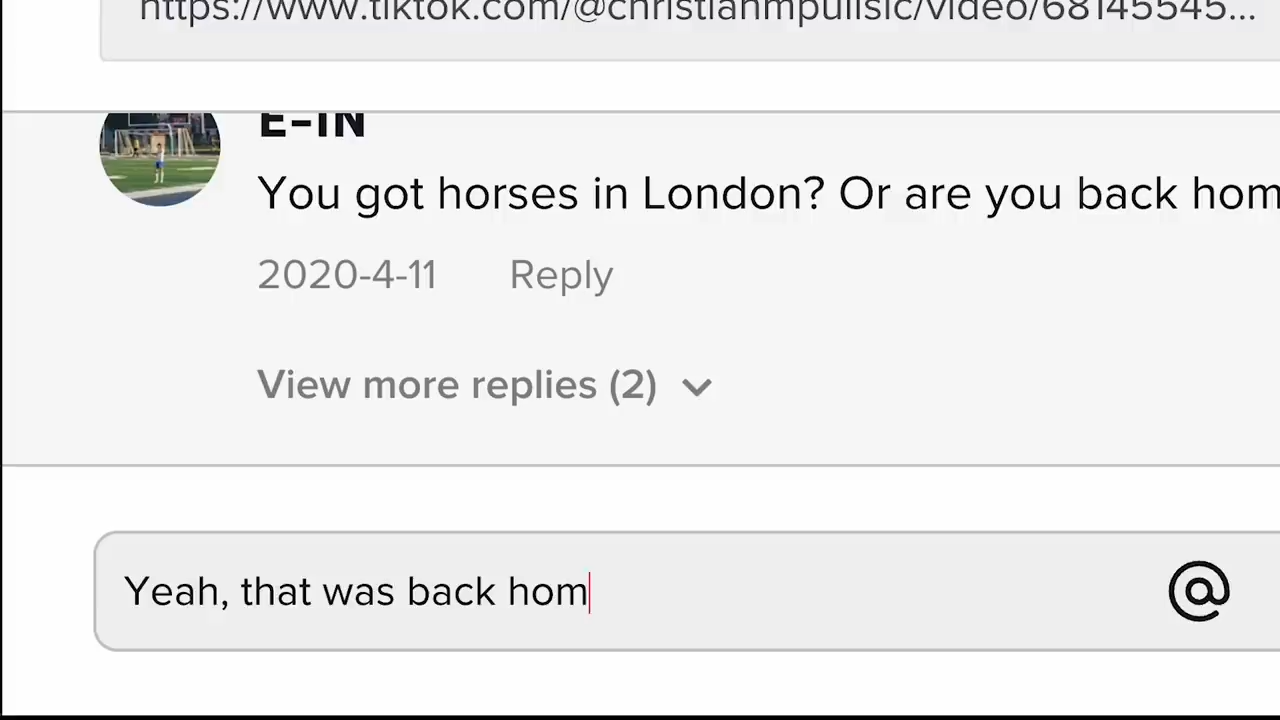 https://www.tiktok.com/@christianmpulisic/video/68145545...
E-IN
You got horses in London? Or are you back hom
2020-4-11 Reply
View more replies (2)
Yeah, that was back hom
@